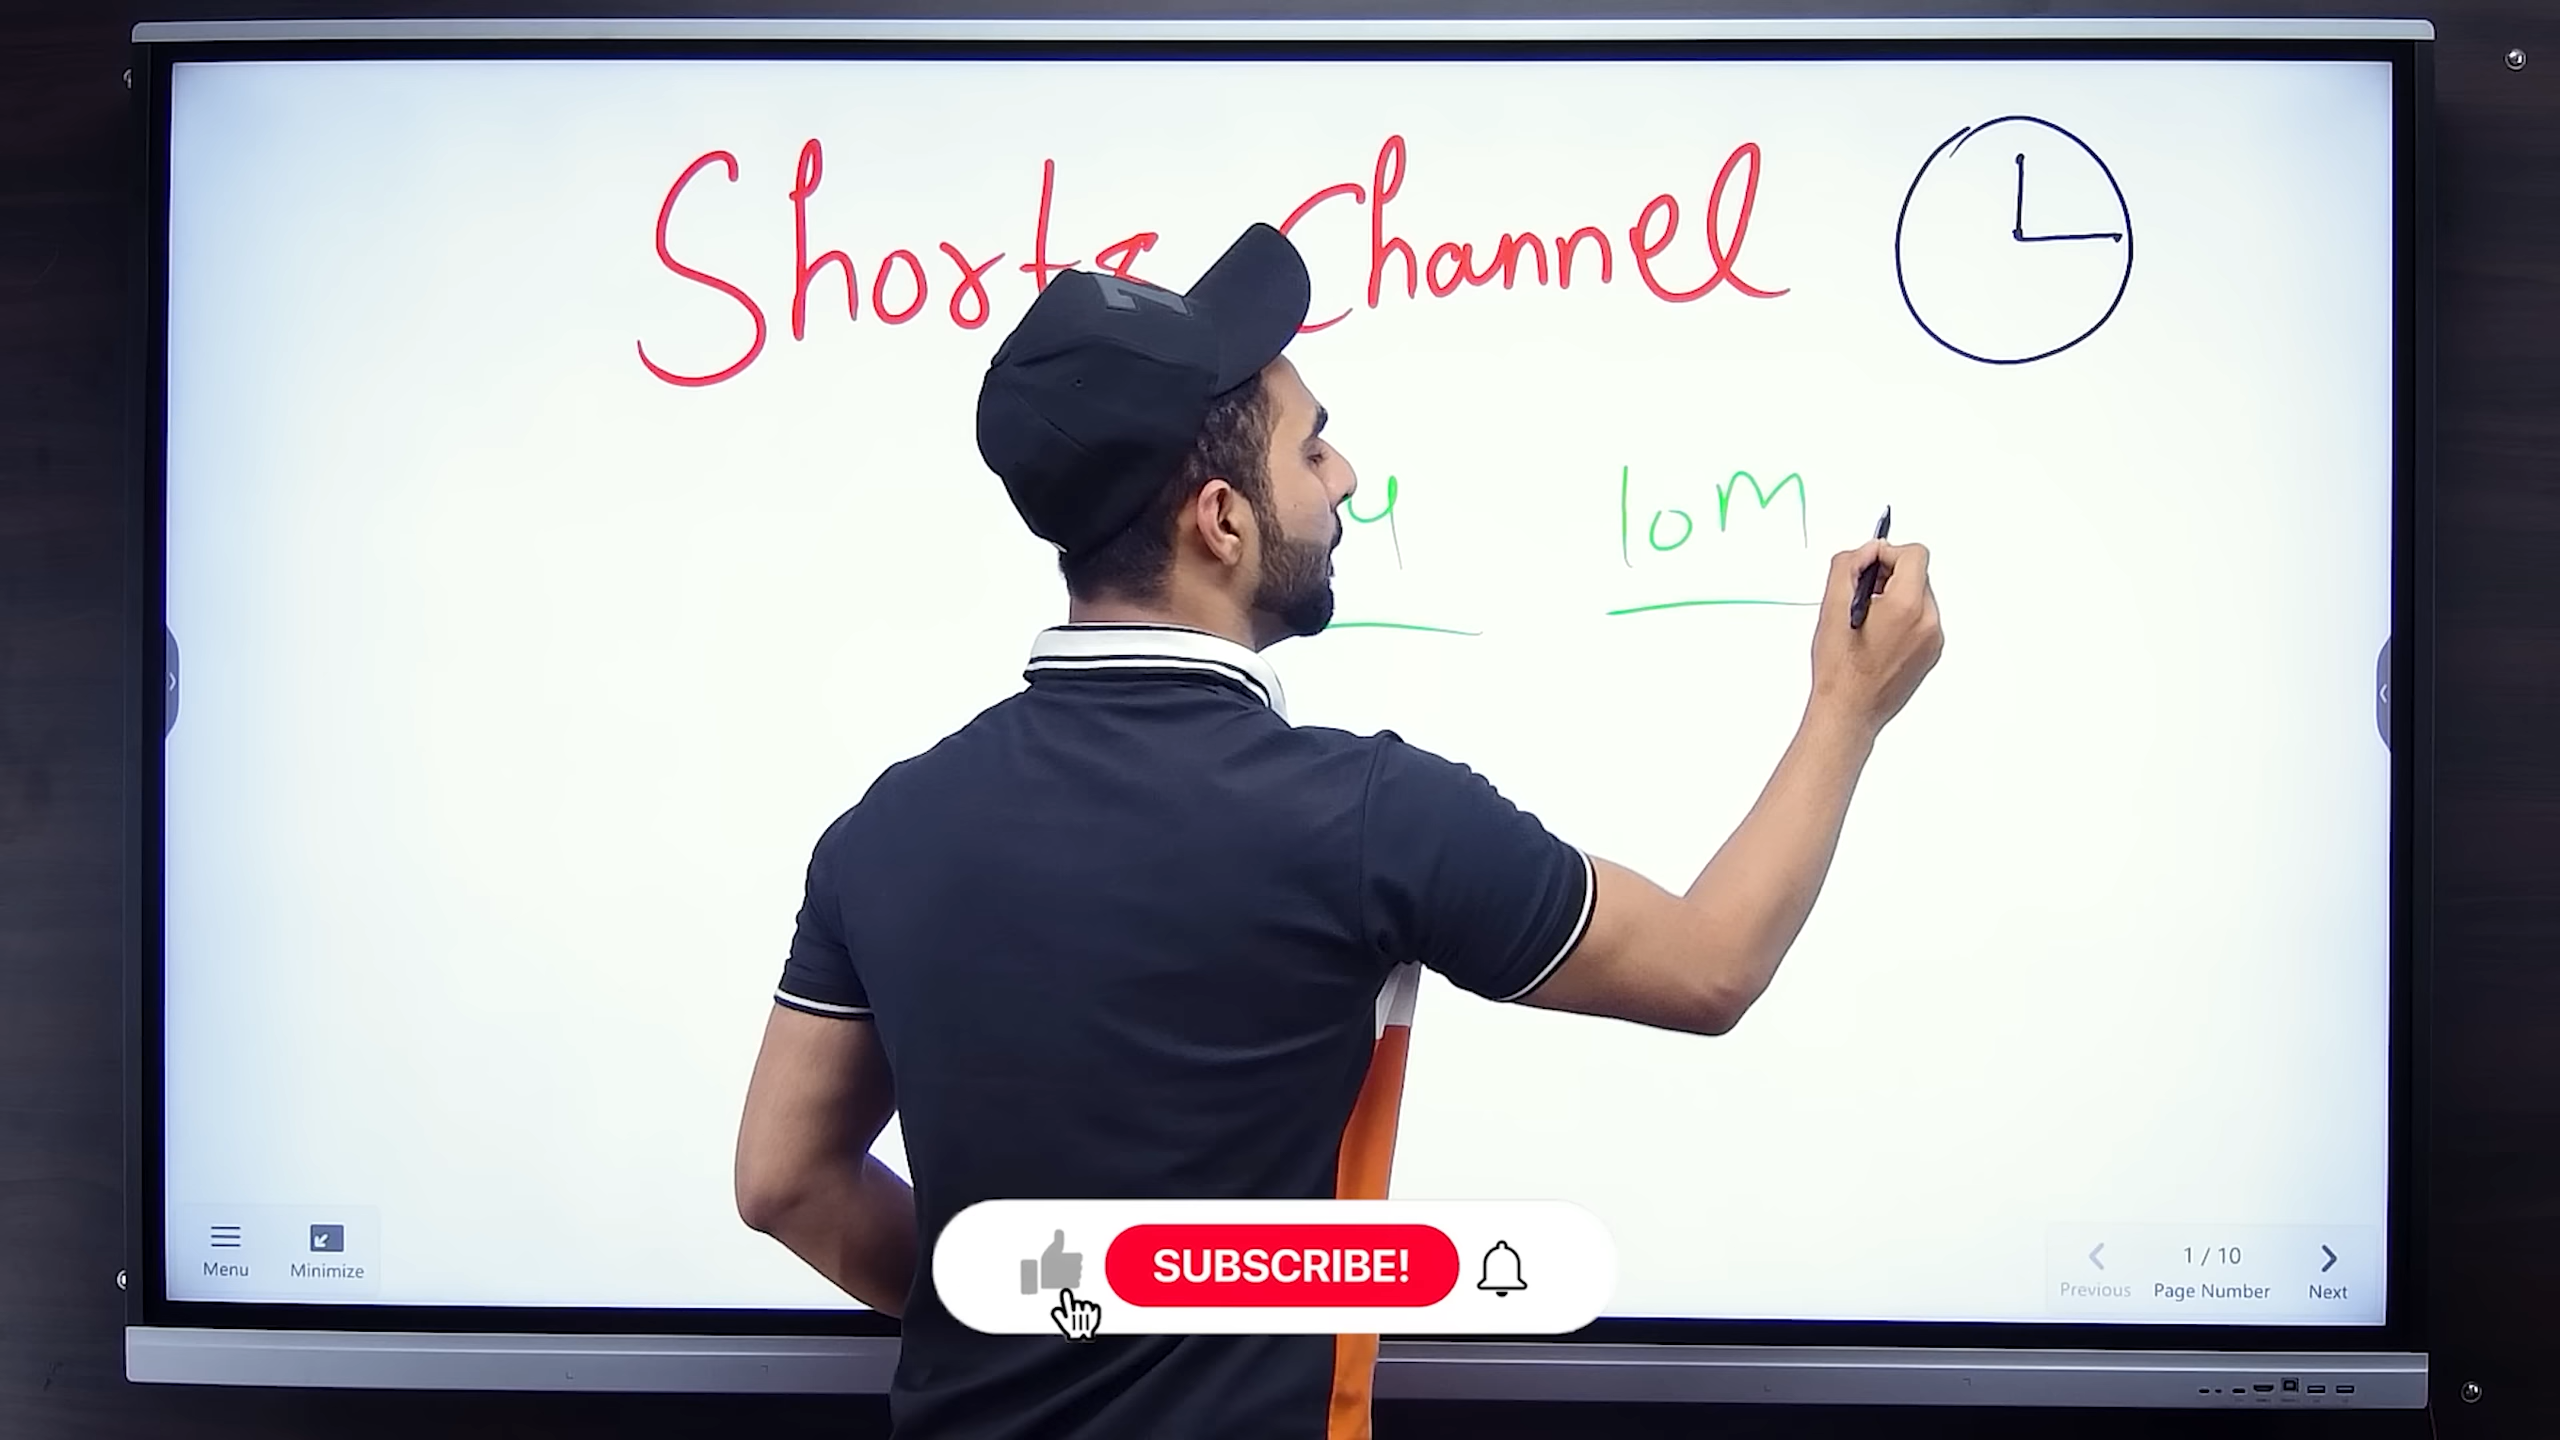 Shorts Channel
10M
SUBSCRIBE!
Menu
Minimize
1 / 10
Previous
Page Number
Next